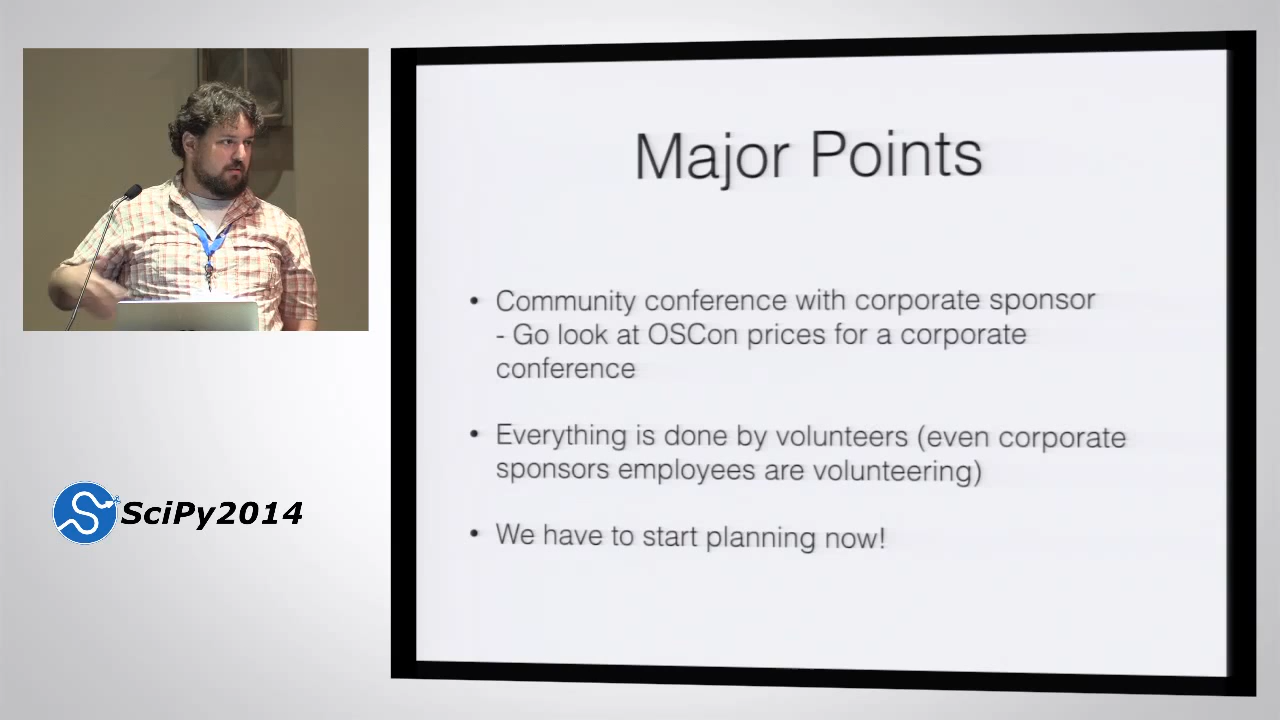 Major Points
• Community conference with corporate sponsor
- Go look at OSCon prices for a corporate
conference
• Everything is done by volunteers (even corporate
sponsors employees are volunteering)
• We have to start planning now!
SciPy2014